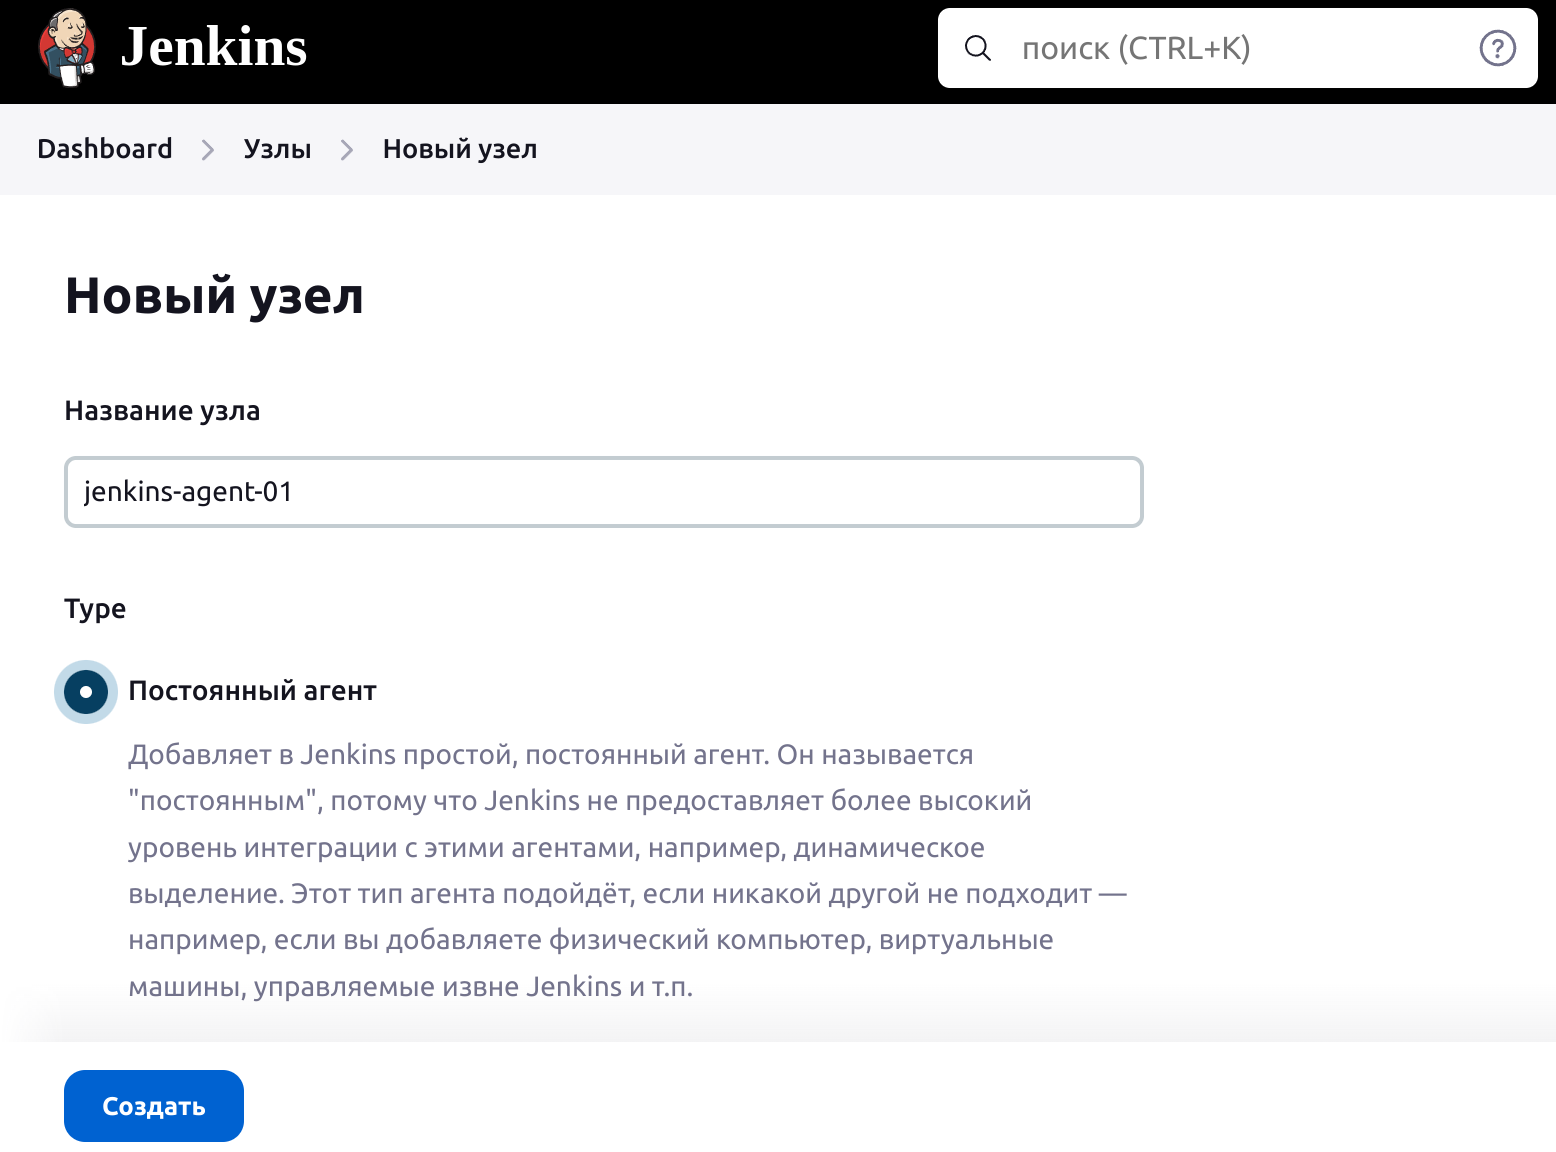 Jenkins
поиск (CTRL+K)
Dashboard
Узлы
Новый узел
Новый узел
Название узла
jenkins-agent-01
Type
Постоянный агент
Добавляет в Jenkins простой, постоянный агент. Он называется
"постоянным", потому что Jenkins не предоставляет более высокий
уровень интеграции с этими агентами, например, динамическое
выделение. Этот тип агента подойдёт, если никакой другой не подходит —
например, если вы добавляете физический компьютер, виртуальные
машины, управляемые извне Jenkins и т.п.
Создать